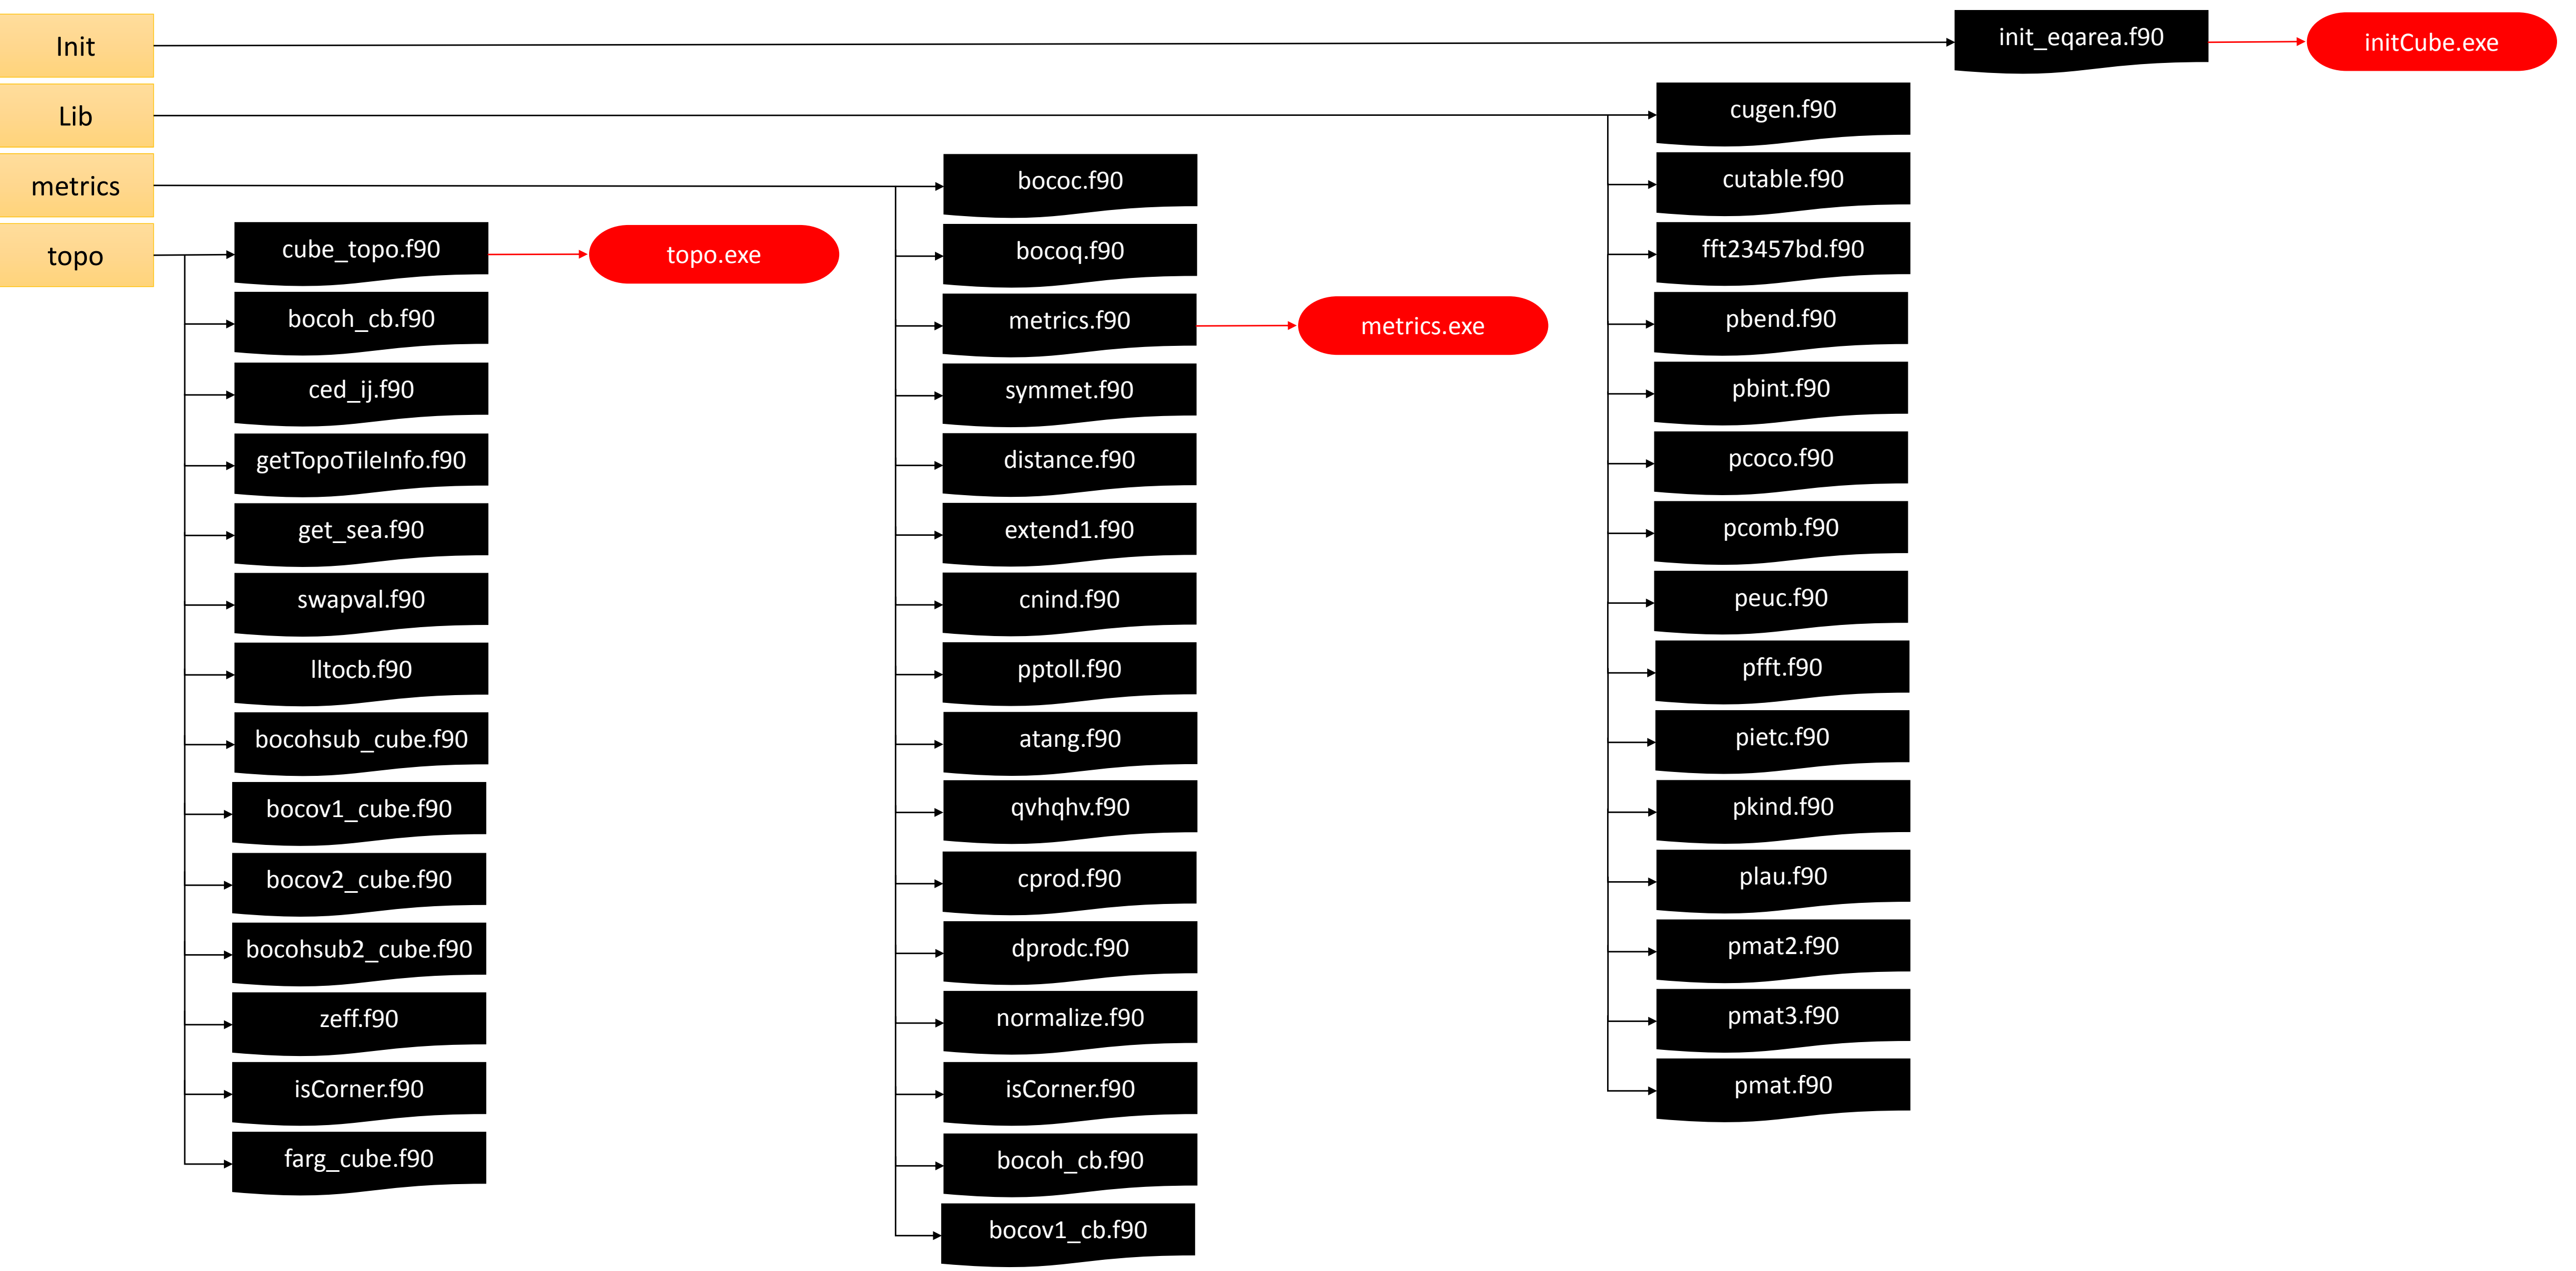 Init
init_eqarea.f90
initCube.exe
Lib
cugen.f90
cutable.f90
fft23457bd.f90
pbend.f90
pbint.f90
pcoco.f90
pcomb.f90
peuc.f90
pfft.f90
pietc.f90
pkind.f90
plau.f90
pmat2.f90
pmat3.f90
pmat.f90
metrics
bococ.f90
bocoq.f90
metrics.f90
metrics.exe
symmet.f90
distance.f90
extend1.f90
cnind.f90
pptoll.f90
atang.f90
qvhqhv.f90
cprod.f90
dprodc.f90
normalize.f90
isCorner.f90
bocoh_cb.f90
bocov1_cb.f90
topo
cube_topo.f90
topo.exe
bocoh_cb.f90
ced_ij.f90
getTopoTileInfo.f90
get_sea.f90
swapval.f90
lltocb.f90
bocohsub_cube.f90
bocov1_cube.f90
bocov2_cube.f90
bocohsub2_cube.f90
zeff.f90
isCorner.f90
farg_cube.f90